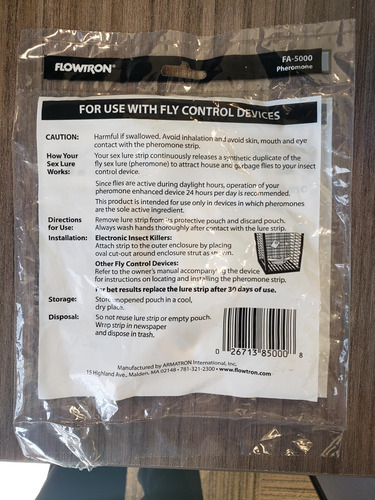 FLOWTRON®
FA-5000
Pheromone
FOR USE WITH FLY CONTROL DEVICES
CAUTION: Harmful if swallowed. Avoid inhalation and avoid skin, mouth and eye
contact with the pheromone strip.
How Your Your sex lure strip continuously releases a synthetic duplicate of the
Sex Lure fly sex lure (pheromone) to attract house and garbage flies to your insect
Works: control device.
Since flies are active during daylight hours, operation of your
pheromone enhanced device 24 hours per day is recommended.
This product is intended for use only in devices in which pheromones
are the sole active ingredient.
Directions Remove lure strip from its protective pouch and discard pouch.
for Use: Always wash hands thoroughly after contact with the lure strip.
Installation: Electronic Insect Killers:
Attach strip to the outer enclosure by placing
oval cut-out around enclosure strut as shown.
Other Fly Control Devices:
Refer to the owner's manual accompanying the device
for instructions on locating and installing the pheromone strip.
For bet results replace the lure strip after 30 days of use.
Storage: Store unopened pouch in a cool,
dry place.
Disposal: So not reuse lure strip or empty pouch.
Wrap strip in newspaper
and dispose in trash.
0 26713 85000 8
Manufactured by ARMATRON International, Inc.
15 Highland Ave., Malden, MA 02148 • 781-321-2300 • www.flowtron.com